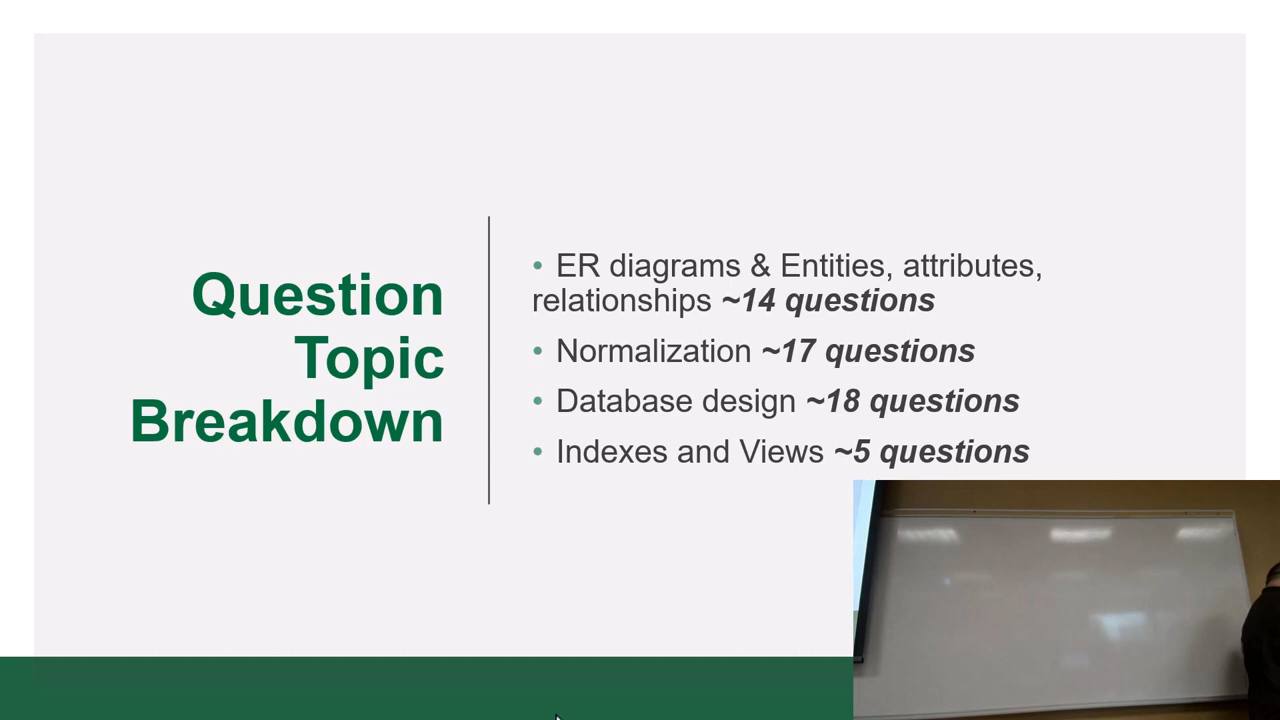 Question
Topic
Breakdown
• ER diagrams & Entities, attributes,
relationships ~14 questions
• Normalization ~17 questions
• Database design ~18 questions
• Indexes and Views ~5 questions